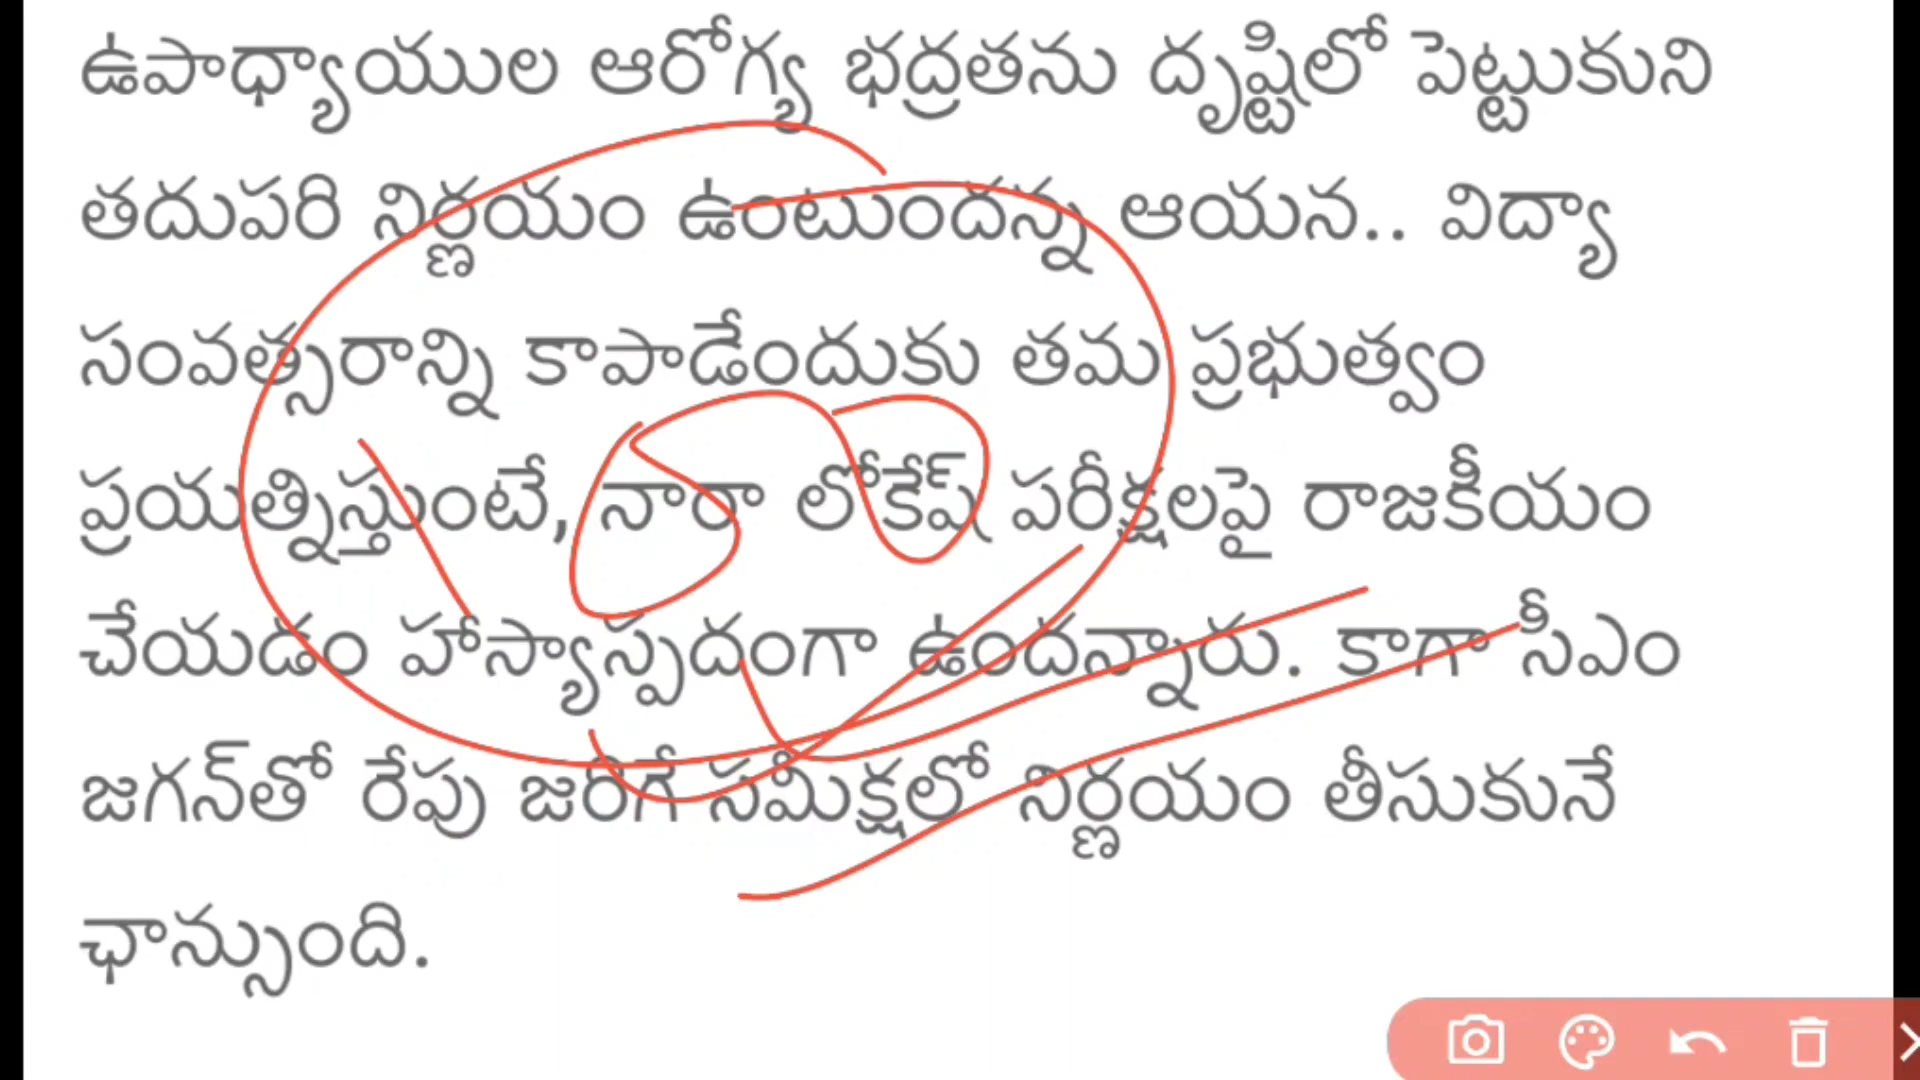 ఉపాధ్యాయుల ఆరోగ్య భద్రతను దృష్టిలో పెట్టుకుని
తదుపరి నిర్ణయం ఉంటుందన్న ఆయన.. విద్యా
సంవత్సరాన్ని కాపాడేందుకు తమ ప్రభుత్వం
ప్రయత్నిస్తుంటే, నారా లోకేష్ పరీక్షలపై రాజకీయం
చేయడం హాస్యాస్పదంగా ఉందన్నారు. కాగా సీఎం
జగన్‌తో రేపు జరిగే సమీక్షలో నిర్ణయం తీసుకునే
ఛాన్సుంది.